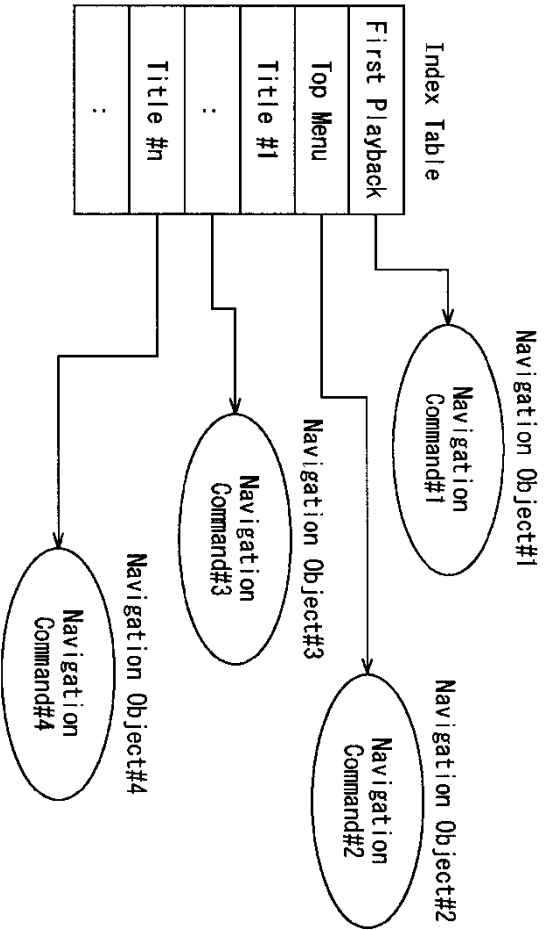 Index Table
First Playback
Top Menu
Title #1
:
Title #n
:
Navigation Object#1
Navigation
Command#1
Navigation Object#2
Navigation
Command#2
Navigation Object#3
Navigation
Command#3
Navigation Object#4
Navigation
Command#4